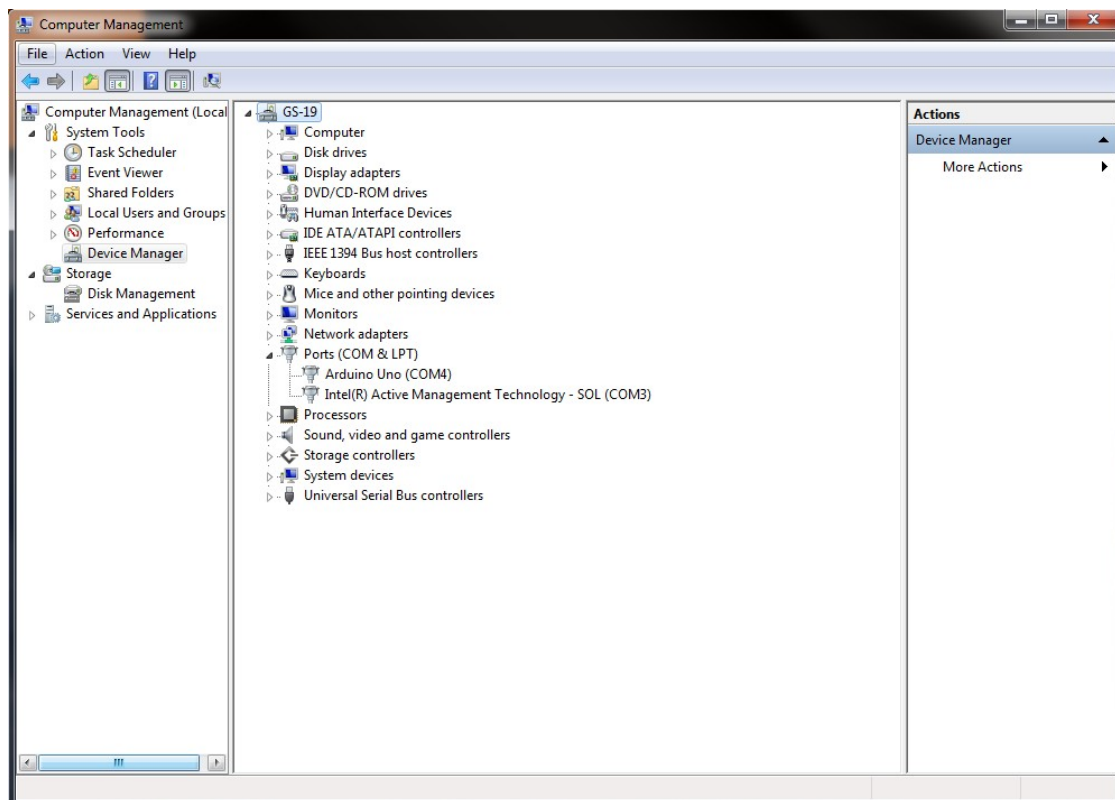 Computer Management
File Action View Help
Computer Management (Local
System Tools
Task Scheduler
Event Viewer
Shared Folders
Local Users and Groups
Performance
Device Manager
Storage
Disk Management
Services and Applications
GS-19
Computer
Disk drives
Display adapters
DVD/CD-ROM drives
Human Interface Devices
IDE ATA/ATAPI controllers
IEEE 1394 Bus host controllers
Keyboards
Mice and other pointing devices
Monitors
Network adapters
Ports (COM & LPT)
Arduino Uno (COM4)
Intel(R) Active Management Technology - SOL (COM3)
Processors
Sound, video and game controllers
Storage controllers
System devices
Universal Serial Bus controllers
Actions
Device Manager
More Actions